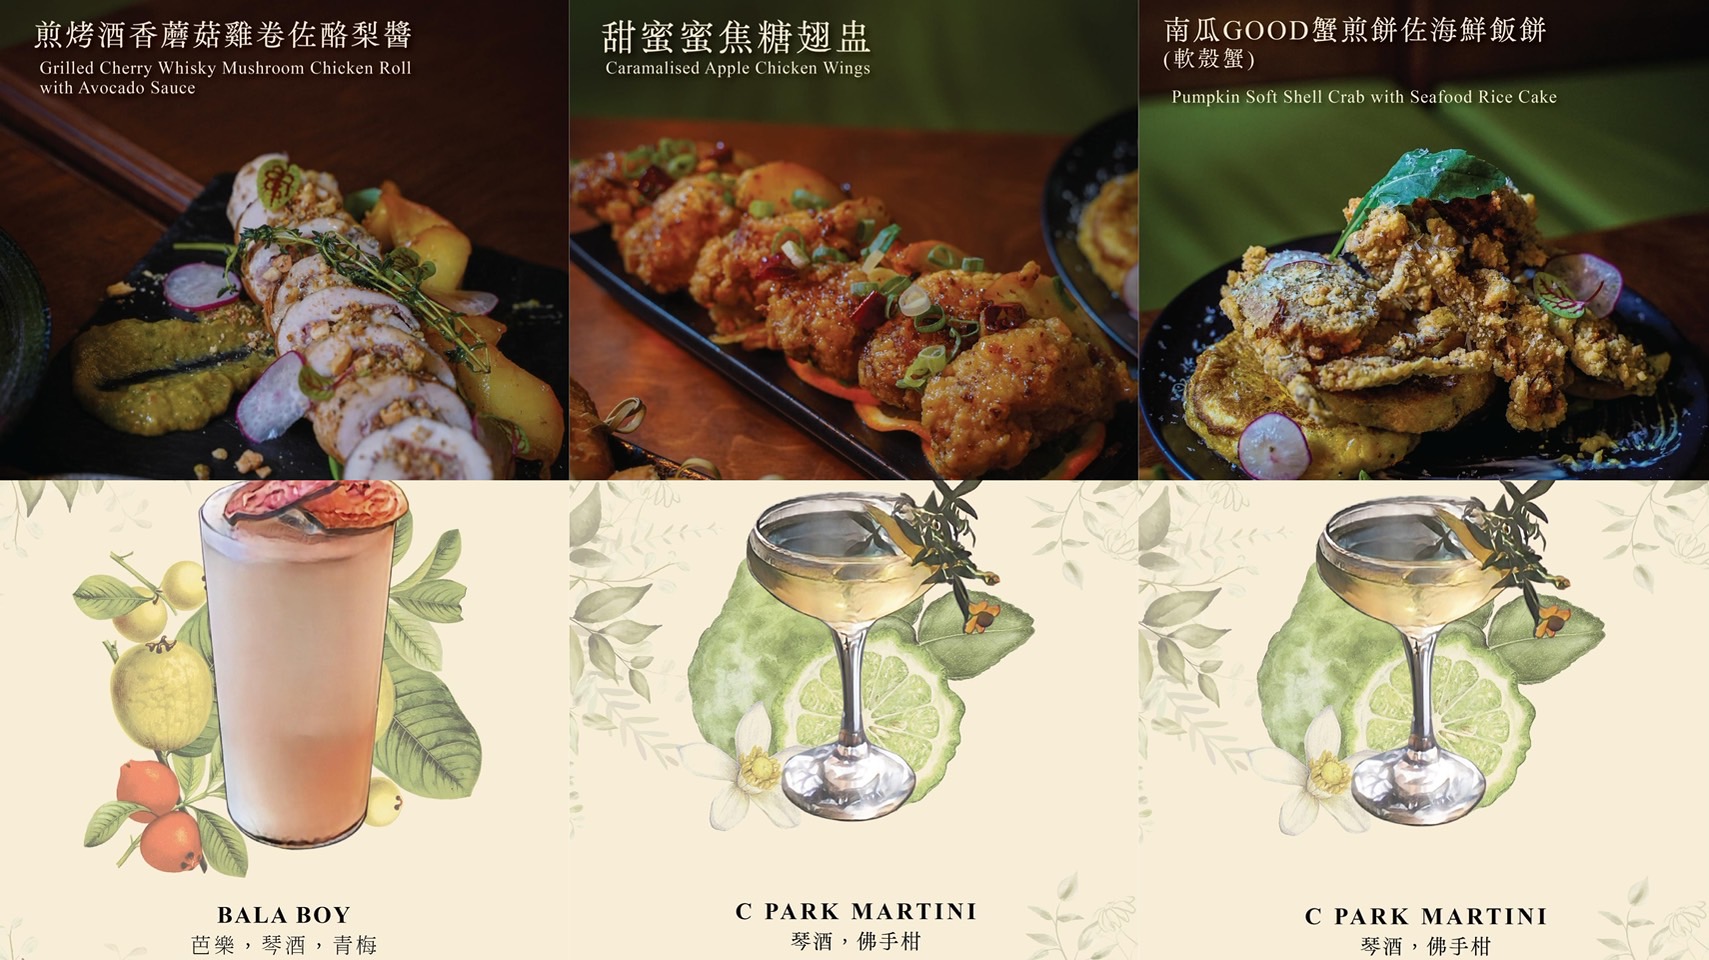 煎烤酒香蘑菇雞卷佐酪梨醬
Grilled Cherry Whisky Mushroom Chicken Roll
with Avocado Sauce
甜蜜蜜焦糖翅盅
Caramalised Apple Chicken Wings
南瓜GOOD蟹煎餅佐海鮮飯餅
(軟殼蟹)
Pumpkin Soft Shell Crab with Seafood Rice Cake
BALA BOY
芭樂，琴酒，青梅
C PARK MARTINI
琴酒，佛手柑
C PARK MARTINI
琴酒，佛手柑